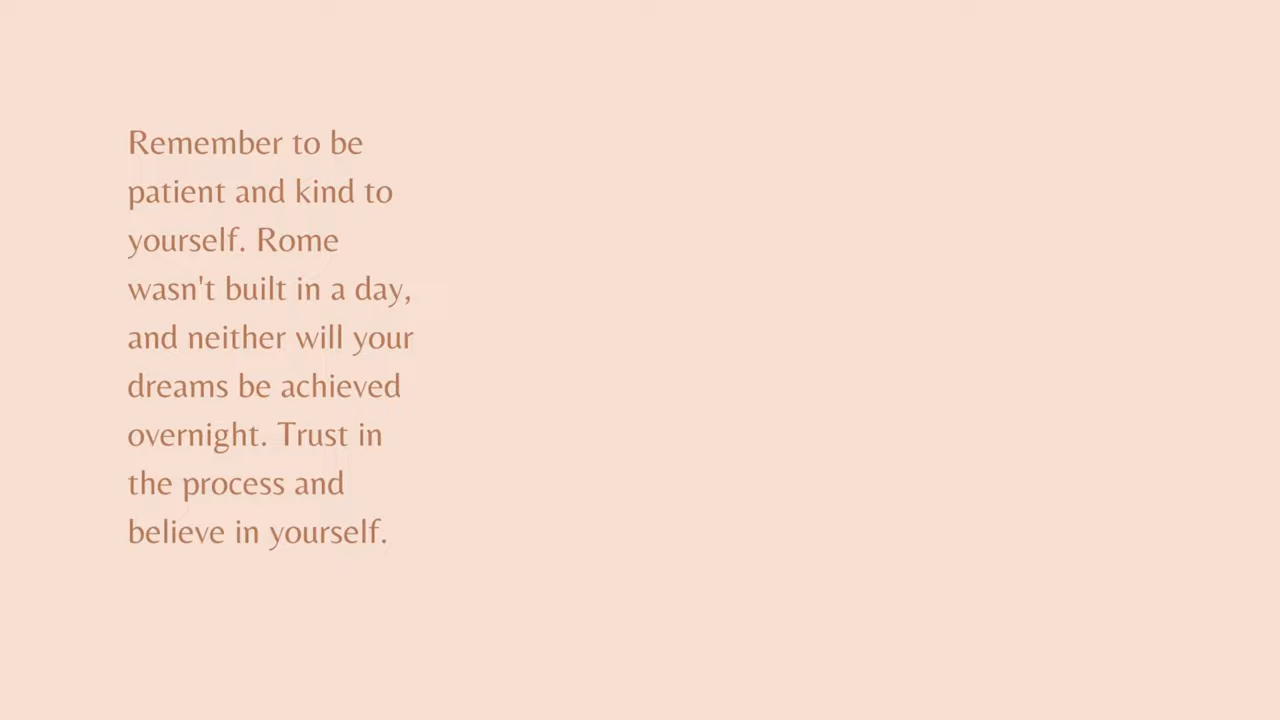 Remember to be
patient and kind to
yourself. Rome
wasn't built in a day,
and neither will your
dreams be achieved
overnight. Trust in
the process and
believe in yourself.